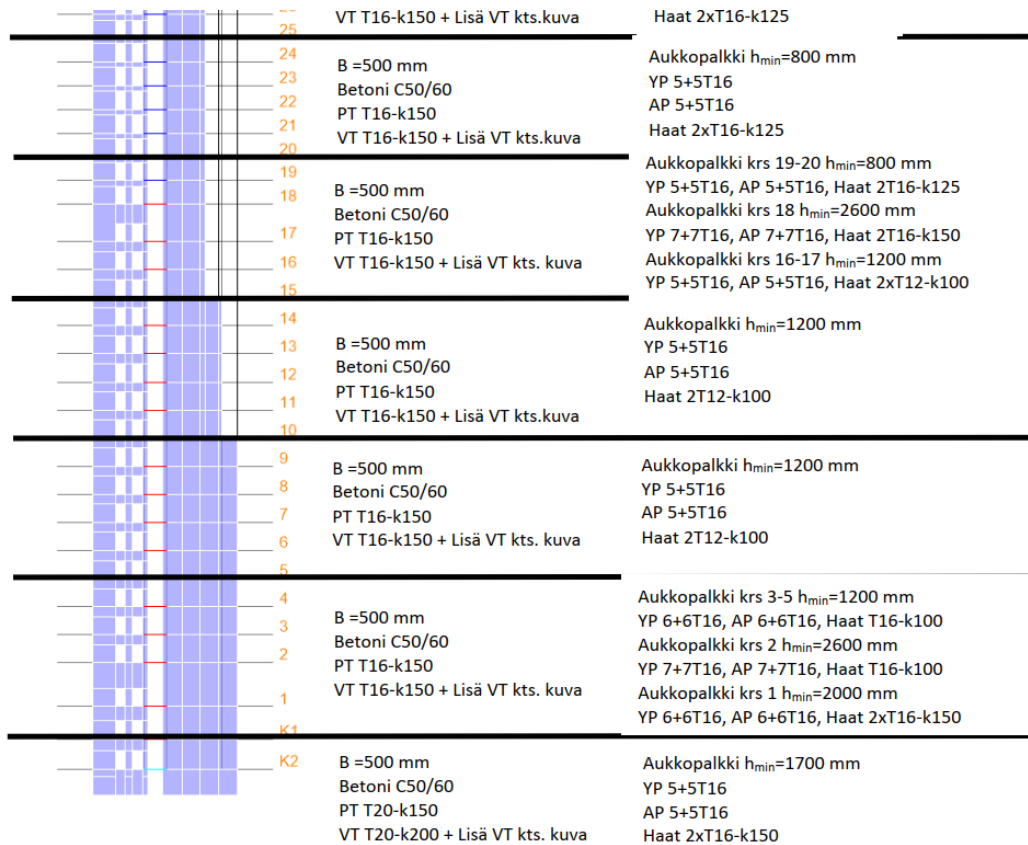 VT T16-k150 + Lisä VT kts.kuva
Haat 2xT16-k125
25
24
23
22
21
20
B =500 mm
Betoni C50/60
PT T16-k150
VT T16-k150 + Lisä VT kts.kuva
Aukkopalkki hmin=800 mm
YP 5+5T16
AP 5+5T16
Haat 2xT16-k125
19
18
17
16
15
B =500 mm
Betoni C50/60
PT T16-k150
VT T16-k150 + Lisä VT kts. kuva
Aukkopalkki krs 19-20 hmin=800 mm
YP 5+5T16, AP 5+5T16, Haat 2T16-k125
Aukkopalkki krs 18 hmin=2600 mm
YP 7+7T16, AP 7+7T16, Haat 2T16-k150
Aukkopalkki krs 16-17 hmin=1200 mm
YP 5+5T16, AP 5+5T16, Haat 2xT12-k100
14
13
12
11
10
B =500 mm
Betoni C50/60
PT T16-k150
VT T16-k150 + Lisä VT kts.kuva
Aukkopalkki hmin=1200 mm
YP 5+5T16
AP 5+5T16
Haat 2T12-k100
9
8
7
6
5
B =500 mm
Betoni C50/60
PT T16-k150
VT T16-k150 + Lisä VT kts. kuva
Aukkopalkki hmin=1200 mm
YP 5+5T16
AP 5+5T16
Haat 2T12-k100
4
3
2
1
K1
B =500 mm
Betoni C50/60
PT T16-k150
VT T16-k150 + Lisä VT kts. kuva
Aukkopalkki krs 3-5 hmin=1200 mm
YP 6+6T16, AP 6+6T16, Haat T16-k100
Aukkopalkki krs 2 hmin=2600 mm
YP 7+7T16, AP 7+7T16, Haat T16-k100
Aukkopalkki krs 1 hmin=2000 mm
YP 6+6T16, AP 6+6T16, Haat 2xT16-k150
K2
B =500 mm
Betoni C50/60
PT T20-k150
VT T20-k200 + Lisä VT kts. kuva
Aukkopalkki hmin=1700 mm
YP 5+5T16
AP 5+5T16
Haat 2xT16-k150